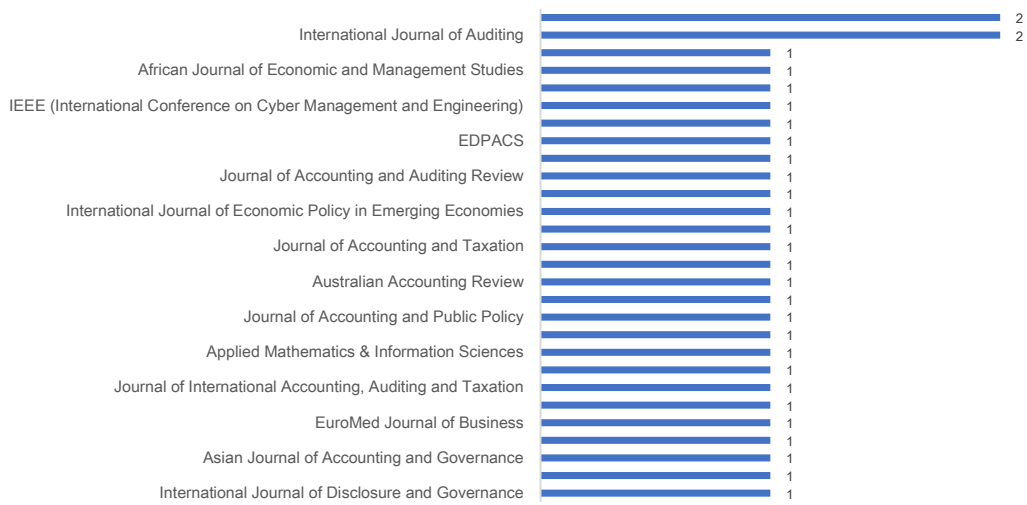 2
International Journal of Auditing 2
1
African Journal of Economic and Management Studies 1
1
IEEE (International Conference on Cyber Management and Engineering) 1
1
EDPACS 1
1
Journal of Accounting and Auditing Review 1
1
International Journal of Economic Policy in Emerging Economies 1
1
Journal of Accounting and Taxation 1
1
Australian Accounting Review 1
1
Journal of Accounting and Public Policy 1
1
Applied Mathematics & Information Sciences 1
1
Journal of International Accounting, Auditing and Taxation 1
1
EuroMed Journal of Business 1
1
Asian Journal of Accounting and Governance 1
1
International Journal of Disclosure and Governance 1